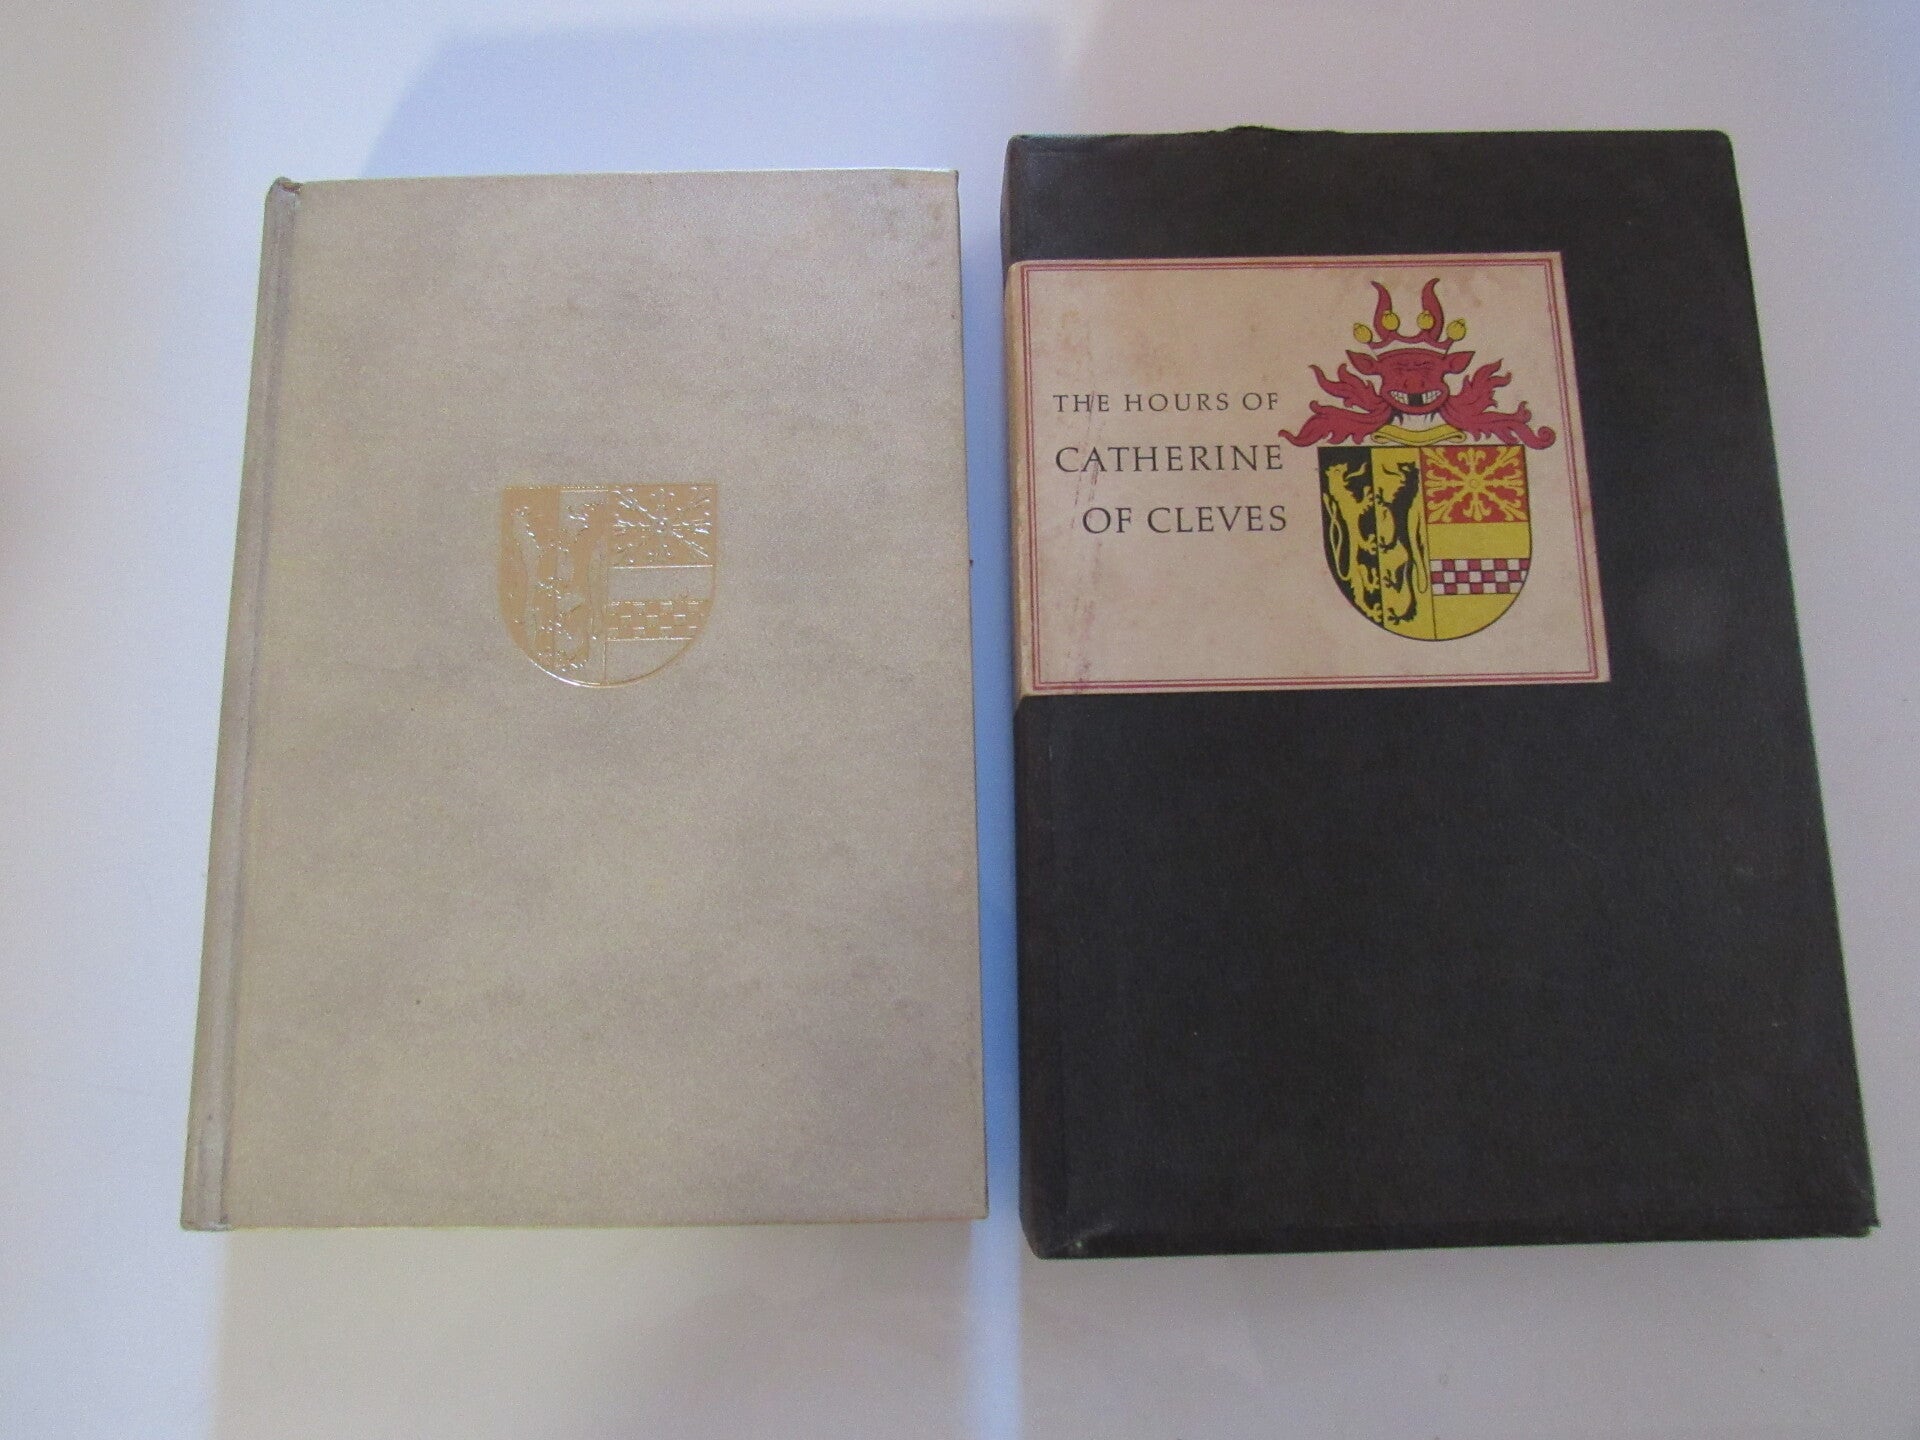 THE HOURS OF
CATHERINE
OF CLEVES